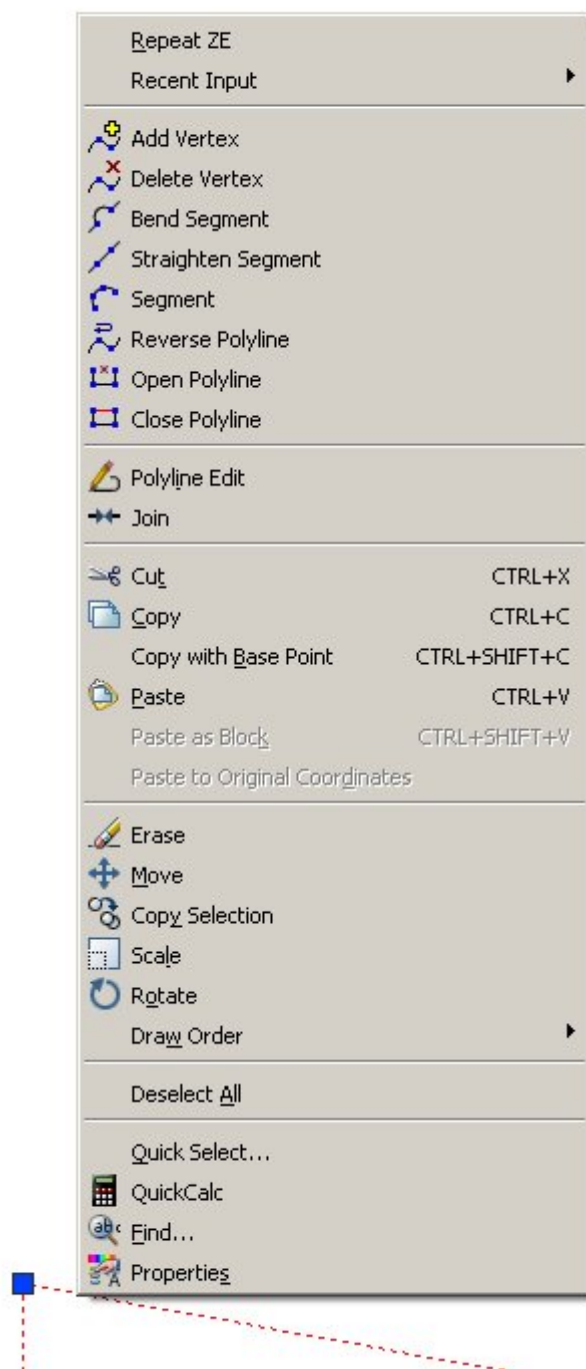 Repeat ZE
Recent Input
Add Vertex
Delete Vertex
Bend Segment
Straighten Segment
Segment
Reverse Polyline
Open Polyline
Close Polyline
Polyline Edit
Join
Cut CTRL+X
Copy CTRL+C
Copy with Base Point CTRL+SHIFT+C
Paste CTRL+V
Paste as Block CTRL+SHIFT+V
Paste to Original Coordinates
Erase
Move
Copy Selection
Scale
Rotate
Draw Order
Deselect All
Quick Select...
QuickCalc
Find...
Properties